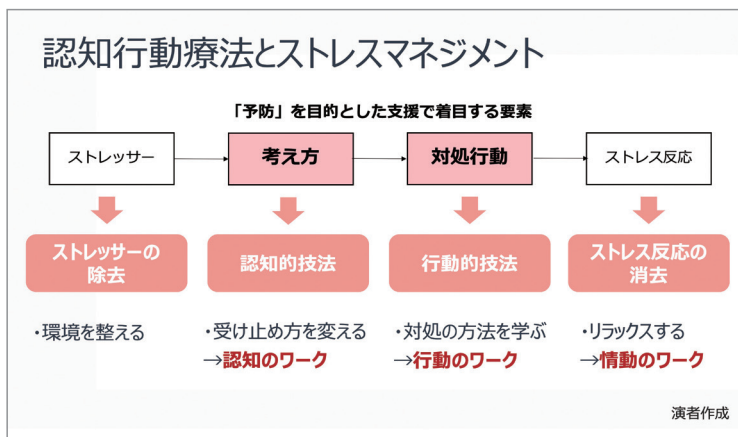 認知行動療法とストレスマネジメント
「予防」を目的とした支援で着目する要素
ストレッサー
考え方
対処行動
ストレス反応
ストレッサーの
除去
認知的技法
行動的技法
ストレス反応の
消去
・環境を整える
・受け止め方を変える
→認知のワーク
・対処の方法を学ぶ
→行動のワーク
・リラックスする
→情動のワーク
演者作成